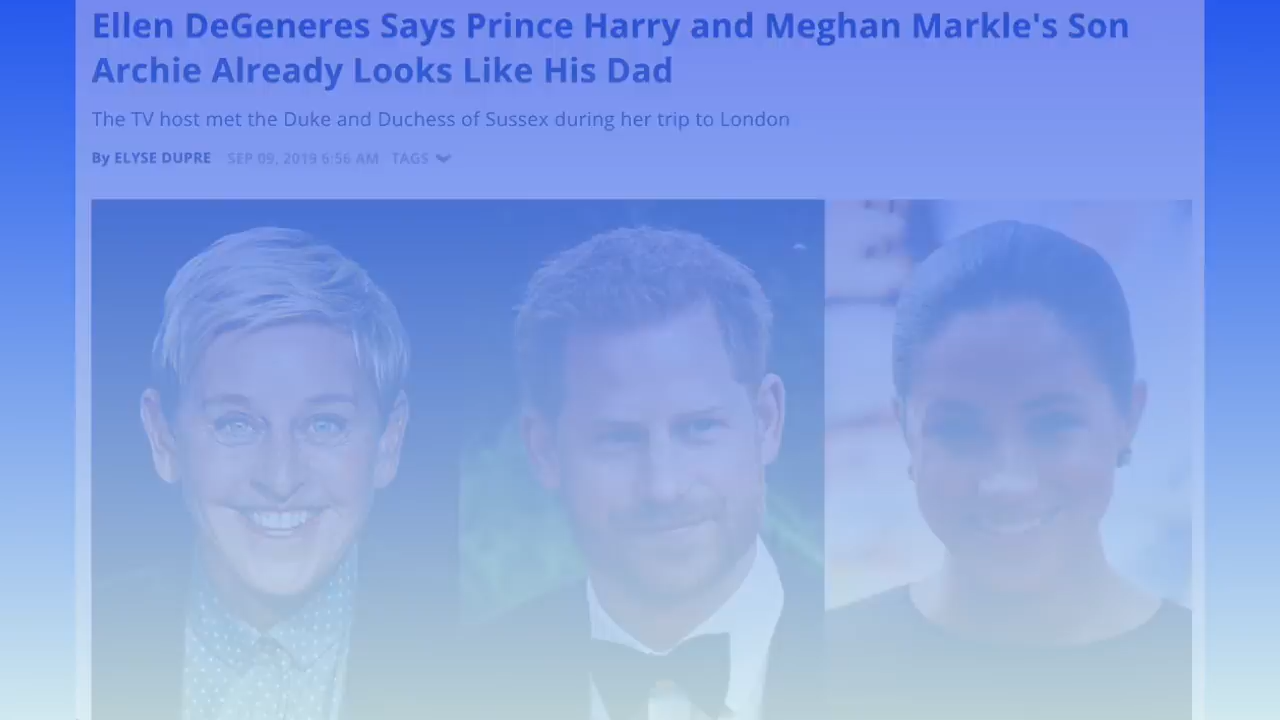 Ellen DeGeneres Says Prince Harry and Meghan Markle's Son
Archie Already Looks Like His Dad
The TV host met the Duke and Duchess of Sussex during her trip to London
By ELYSE DUPRE SEP 09, 2019 6:56 AM TAGS